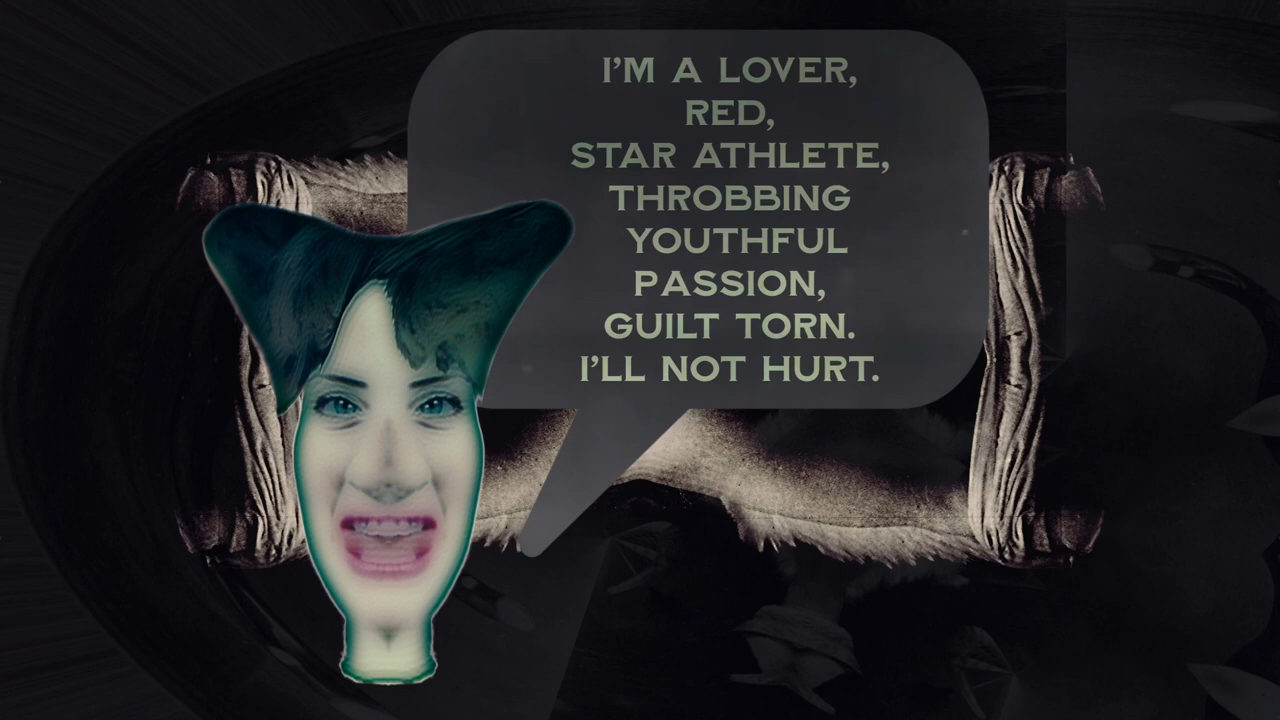 I'M A LOVER,
RED,
STAR ATHLETE,
THROBBING
YOUTHFUL
PASSION,
GUILT TORN.
I'LL NOT HURT.